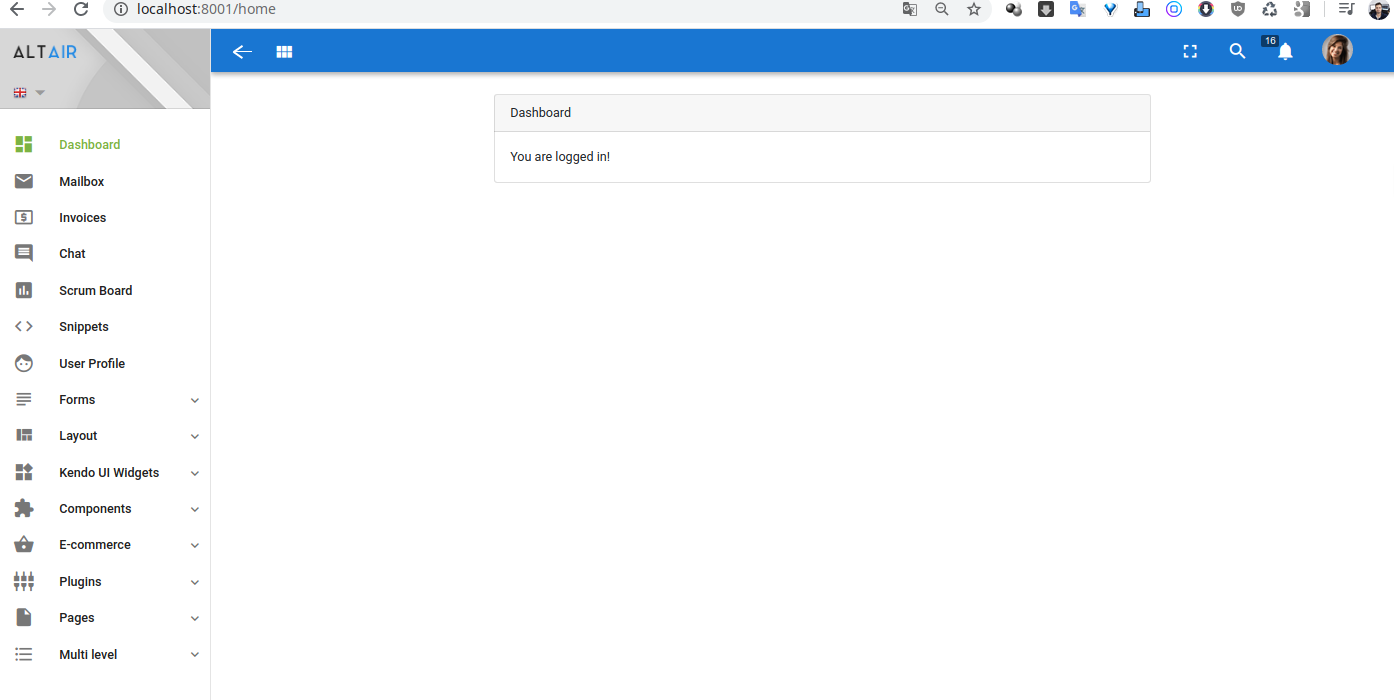 localhost:8001/home
ALTAIR
16
Dashboard
Mailbox
Invoices
Chat
Scrum Board
Snippets
User Profile
Forms
Layout
Kendo UI Widgets
Components
E-commerce
Plugins
Pages
Multi level
Dashboard
You are logged in!